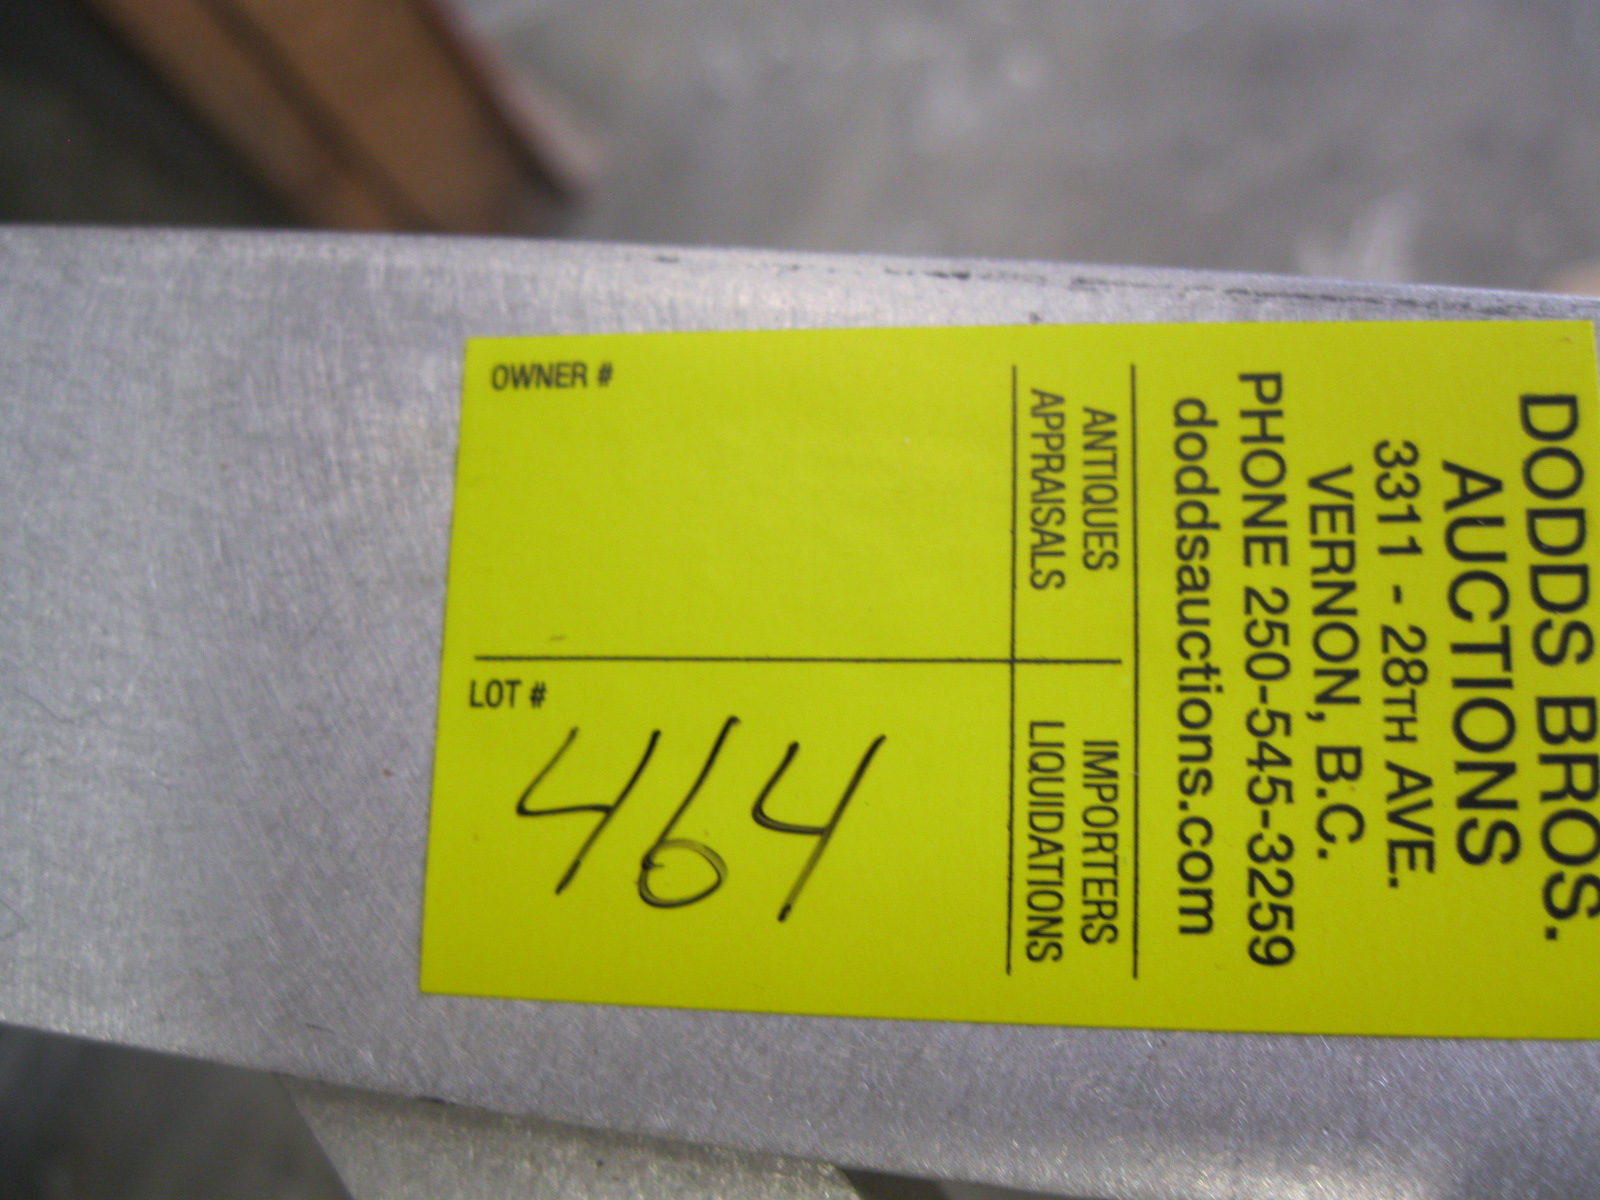 DODDS BROS.
AUCTIONS
3311 - 28TH AVE.
VERNON, B.C.
PHONE 250-545-3259
doddsauctions.com
ANTIQUES
APPRAISALS
IMPORTERS
LIQUIDATIONS
OWNER #
LOT #
464